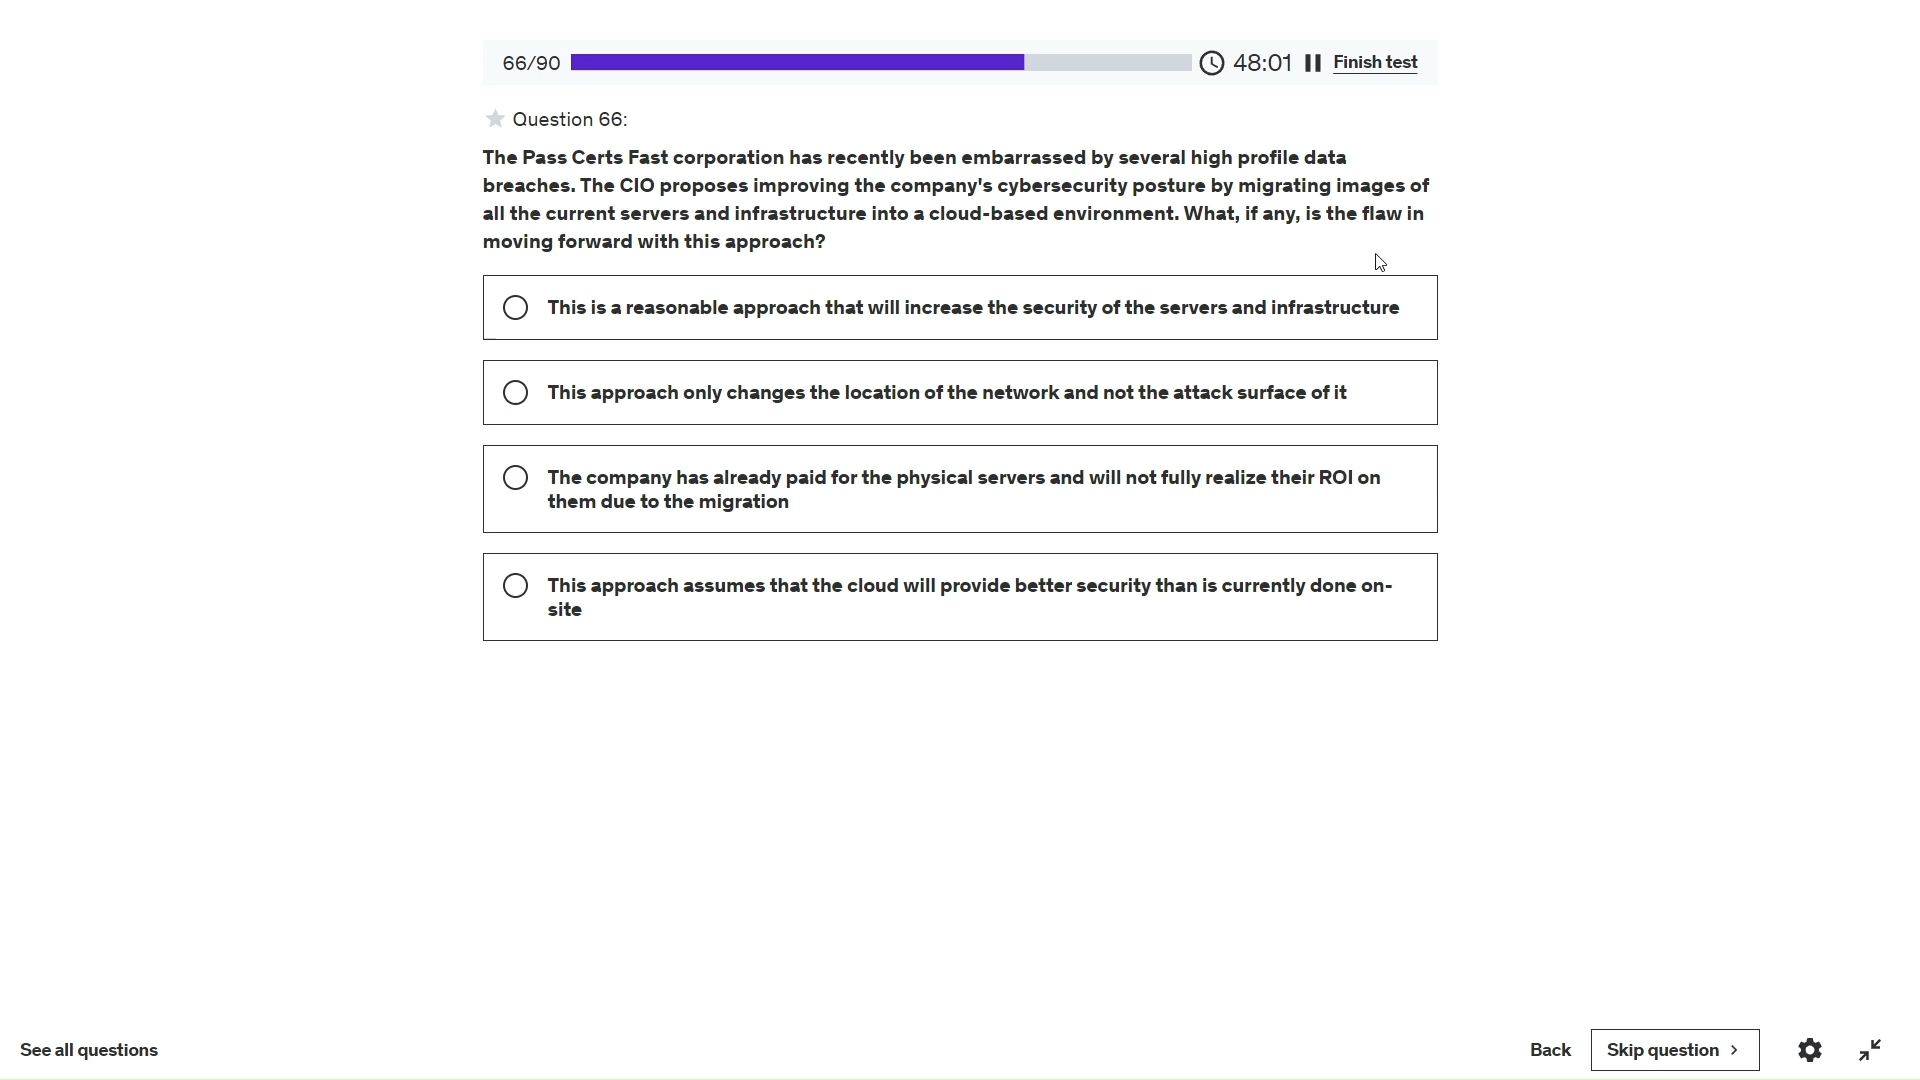 66/90 48:01 Finish test
Question 66:
The Pass Certs Fast corporation has recently been embarrassed by several high profile data
breaches. The CIO proposes improving the company's cybersecurity posture by migrating images of
all the current servers and infrastructure into a cloud-based environment. What, if any, is the flaw in
moving forward with this approach?
This is a reasonable approach that will increase the security of the servers and infrastructure
This approach only changes the location of the network and not the attack surface of it
The company has already paid for the physical servers and will not fully realize their ROI on
them due to the migration
This approach assumes that the cloud will provide better security than is currently done on-
site
See all questions Back Skip question